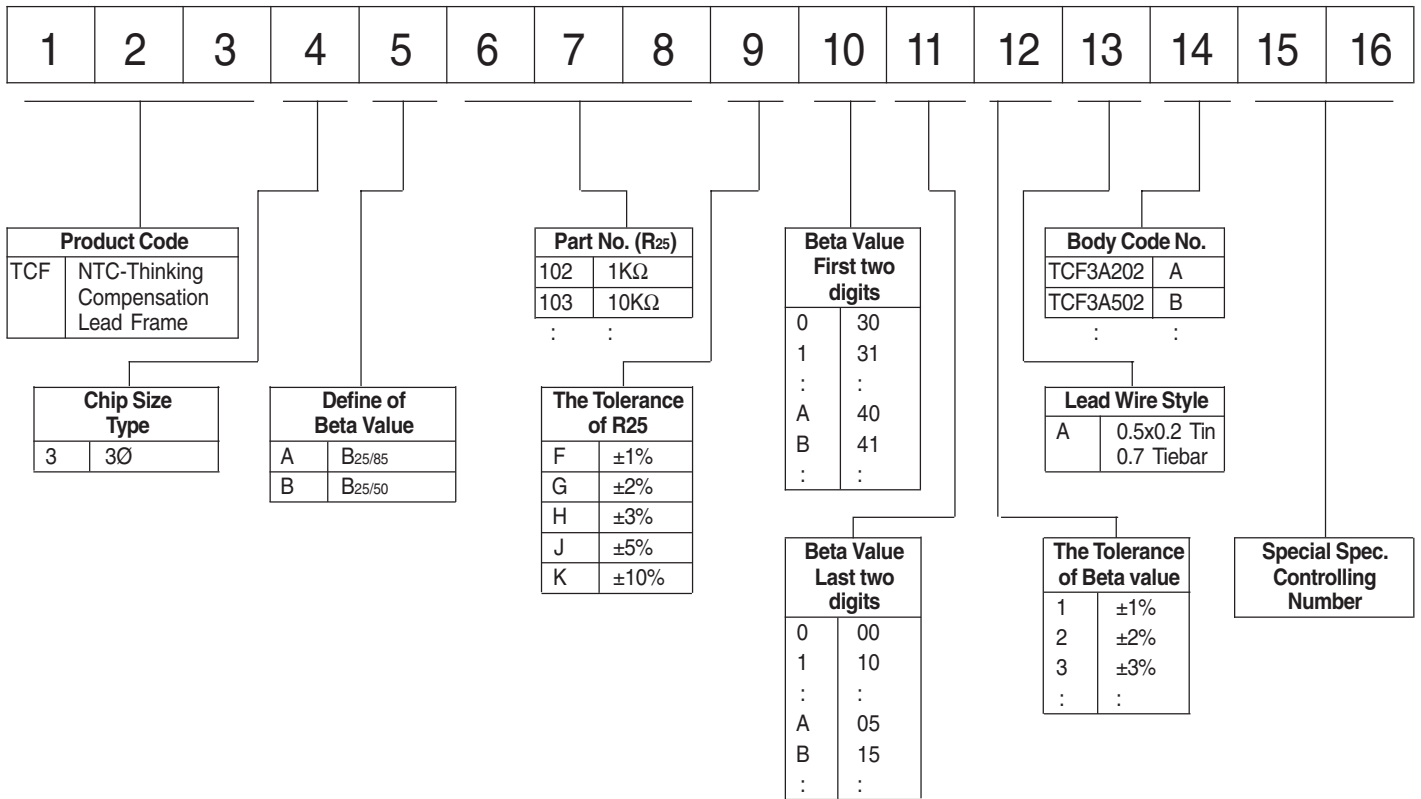 1 2 3 4 5 6 7 8 9 10 11 12 13 14 15 16
Product Code
TCF NTC-Thinking
Compensation
Lead Frame
Part No. (R25)
102 1KΩ
103 10KΩ
: :
Beta Value
First two
digits
0 30
1 31
: :
A 40
B 41
: :
Body Code No.
TCF3A202 A
TCF3A502 B
: :
Chip Size
Type
3 3Ø
Define of
Beta Value
A B25/85
B B25/50
The Tolerance
of R25
F ±1%
G ±2%
H ±3%
J ±5%
K ±10%
Lead Wire Style
A 0.5x0.2 Tin
0.7 Tiebar
Beta Value
Last two
digits
0 00
1 10
: :
A 05
B 15
: :
The Tolerance
of Beta value
1 ±1%
2 ±2%
3 ±3%
: :
Special Spec.
Controlling
Number